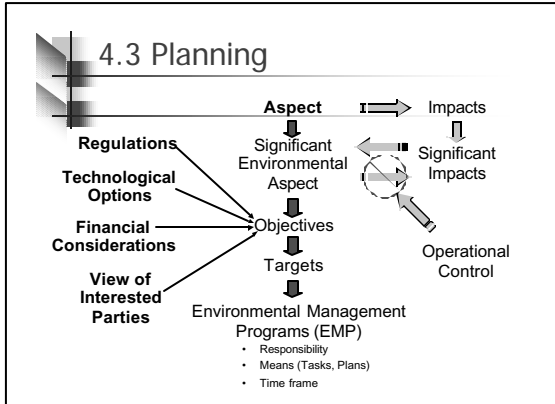 4.3 Planning
Aspect
Impacts
Regulations
Significant
Environmental
Aspect
Significant
Impacts
Technological
Options
Financial
Considerations
Objectives
Operational
Control
View of
Interested
Parties
Targets
Environmental Management
Programs (EMP)
• Responsibility
• Means (Tasks, Plans)
• Time frame